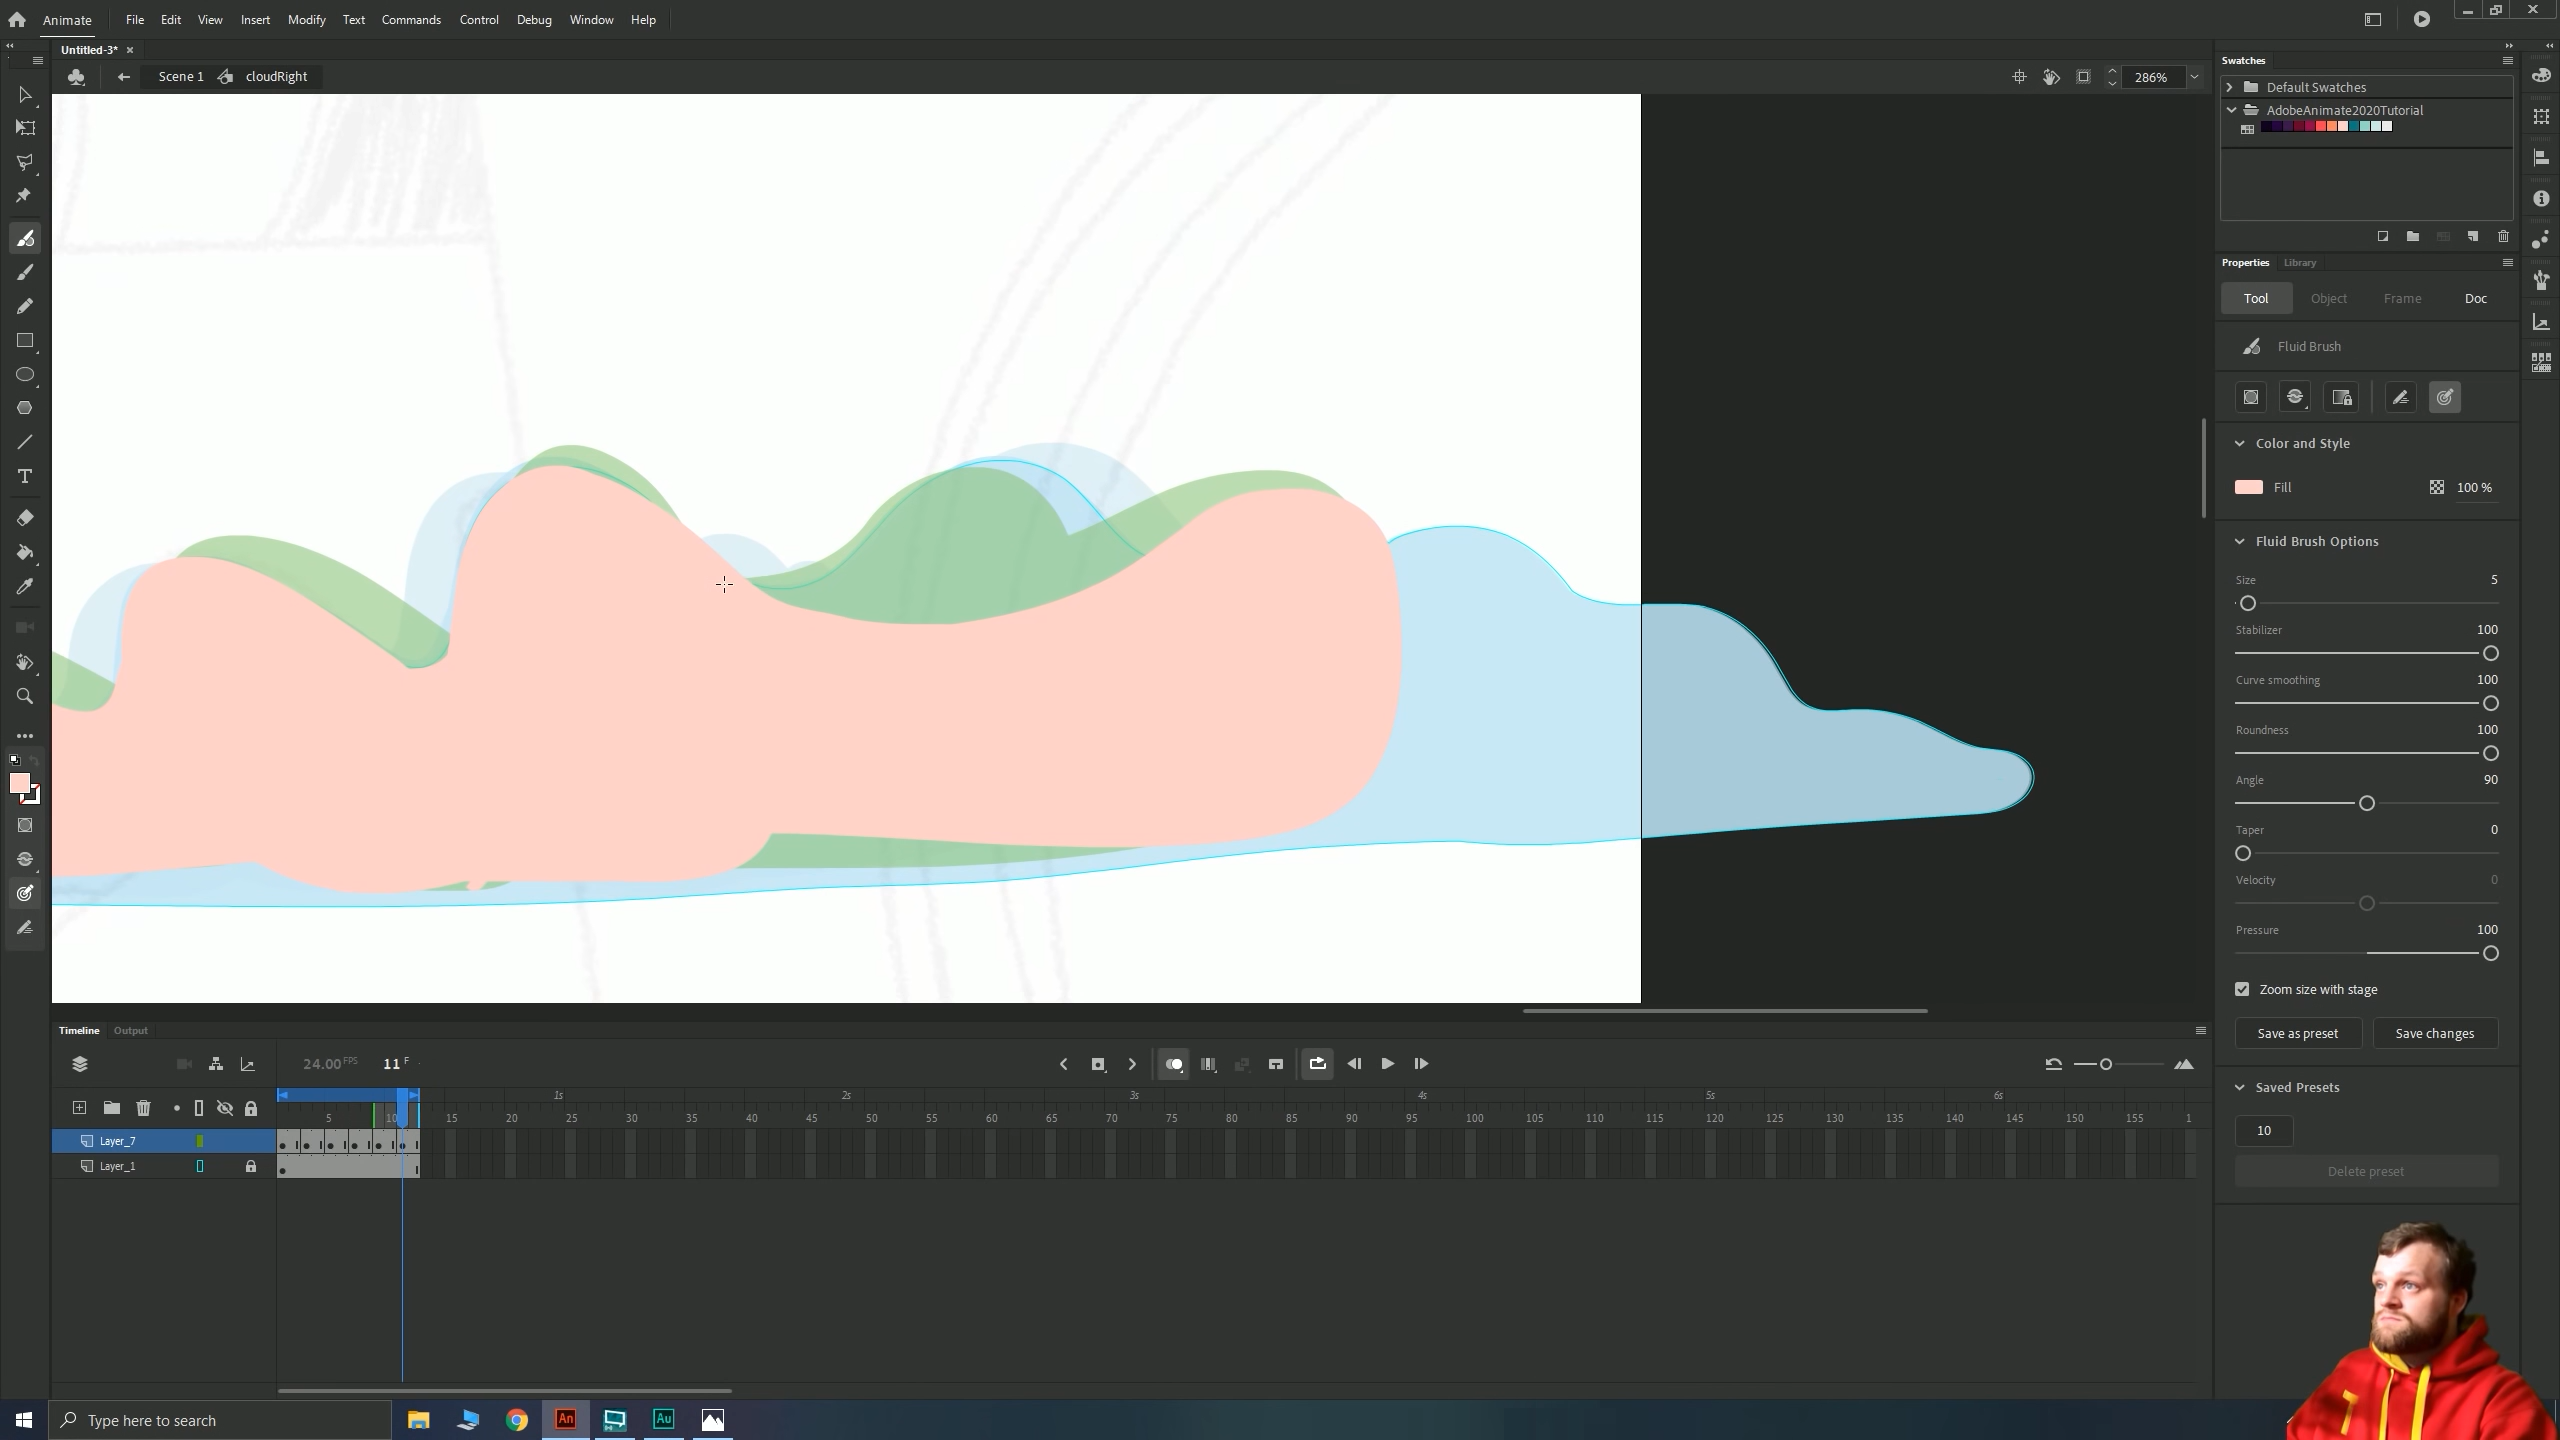 Animate File Edit View Insert Modify Text Commands Control Debug Window Help
Untitled-3* ×
Scene 1 cloudRight 286%
Swatches
Default Swatches
AdobeAnimate2020Tutorial
Properties Library
Tool Object Frame Doc
Fluid Brush
Color and Style
Fill 100 %
Fluid Brush Options
Size 5
Stabilizer 100
Curve smoothing 100
Roundness 100
Angle 90
Taper 0
Velocity 0
Pressure 100
Zoom size with stage
Save as preset Save changes
Saved Presets
10
Delete preset
Timeline Output
24.00 FPS 11 F
1s 2s 3s 4s 5s 6s
5 10 15 20 25 30 35 40 45 50 55 60 65 70 75 80 85 90 95 100 105 110 115 120 125 130 135 140 145 150 155 1
Layer_7
Layer_1
Type here to search An Au